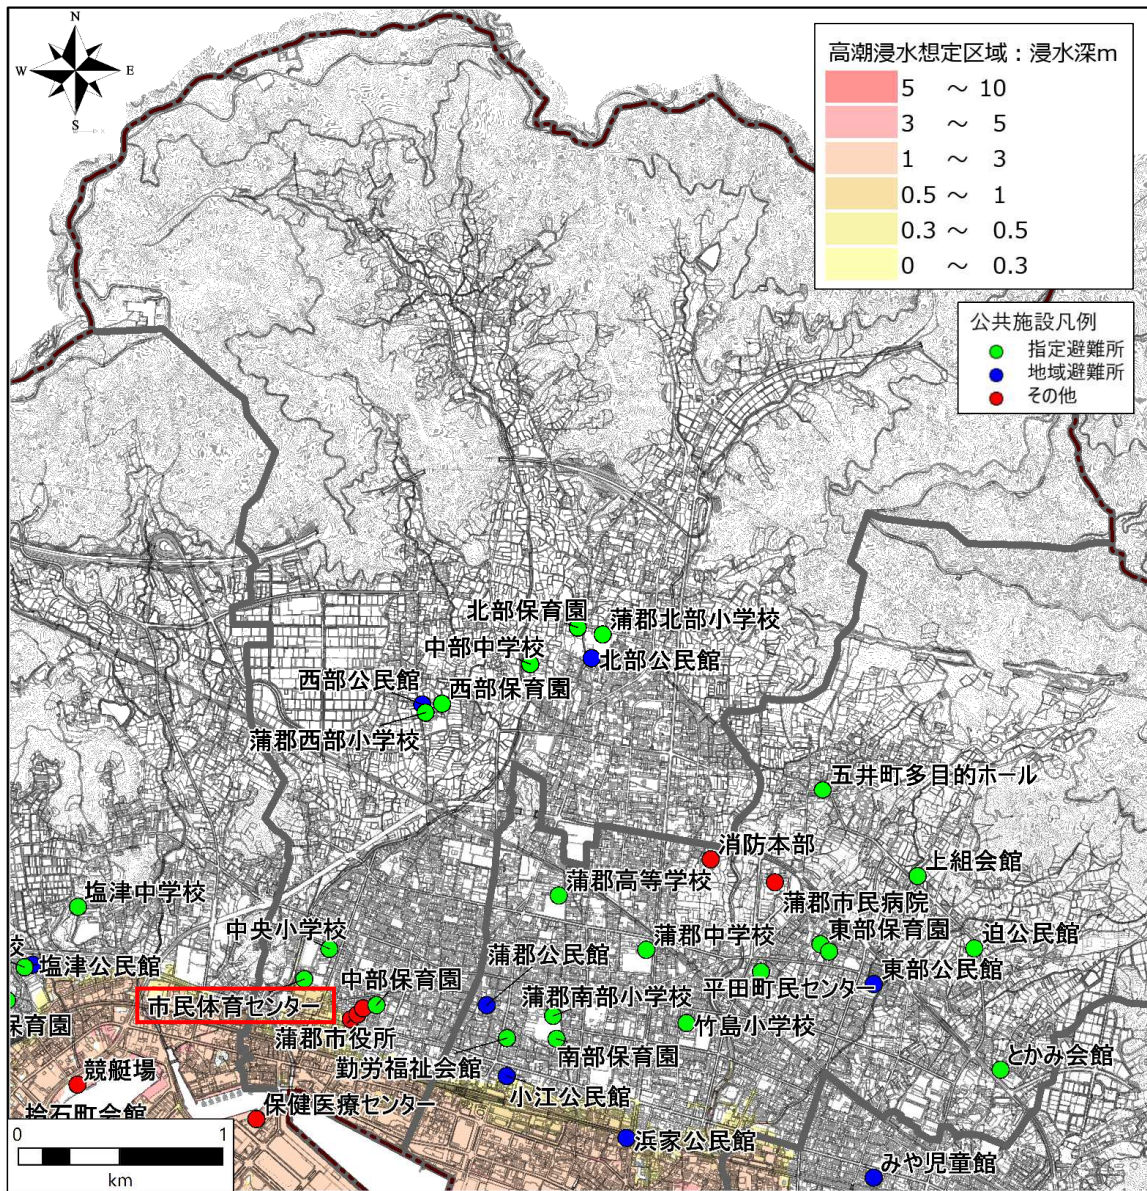 N
W
E
S
高潮浸水想定区域：浸水深m
5 ～ 10
3 ～ 5
1 ～ 3
0.5 ～ 1
0.3 ～ 0.5
0 ～ 0.3
公共施設凡例
指定避難所
地域避難所
その他
北部保育園
蒲郡北部小学校
中部中学校
北部公民館
西部公民館
西部保育園
蒲郡西部小学校
五井町多目的ホール
消防本部
上組会館
蒲郡高等学校
塩津中学校
蒲郡市民病院
中央小学校
蒲郡中学校
東部保育園
迫公民館
校
塩津公民館
蒲郡公民館
中部保育園
平田町民センター
東部公民館
市民体育センター
蒲郡南部小学校
保育園
蒲郡市役所
竹島小学校
勤労福祉会館
南部保育園
とかみ会館
競艇場
小江公民館
拾石町会館
保健医療センター
浜家公民館
みや児童館
0 1
km